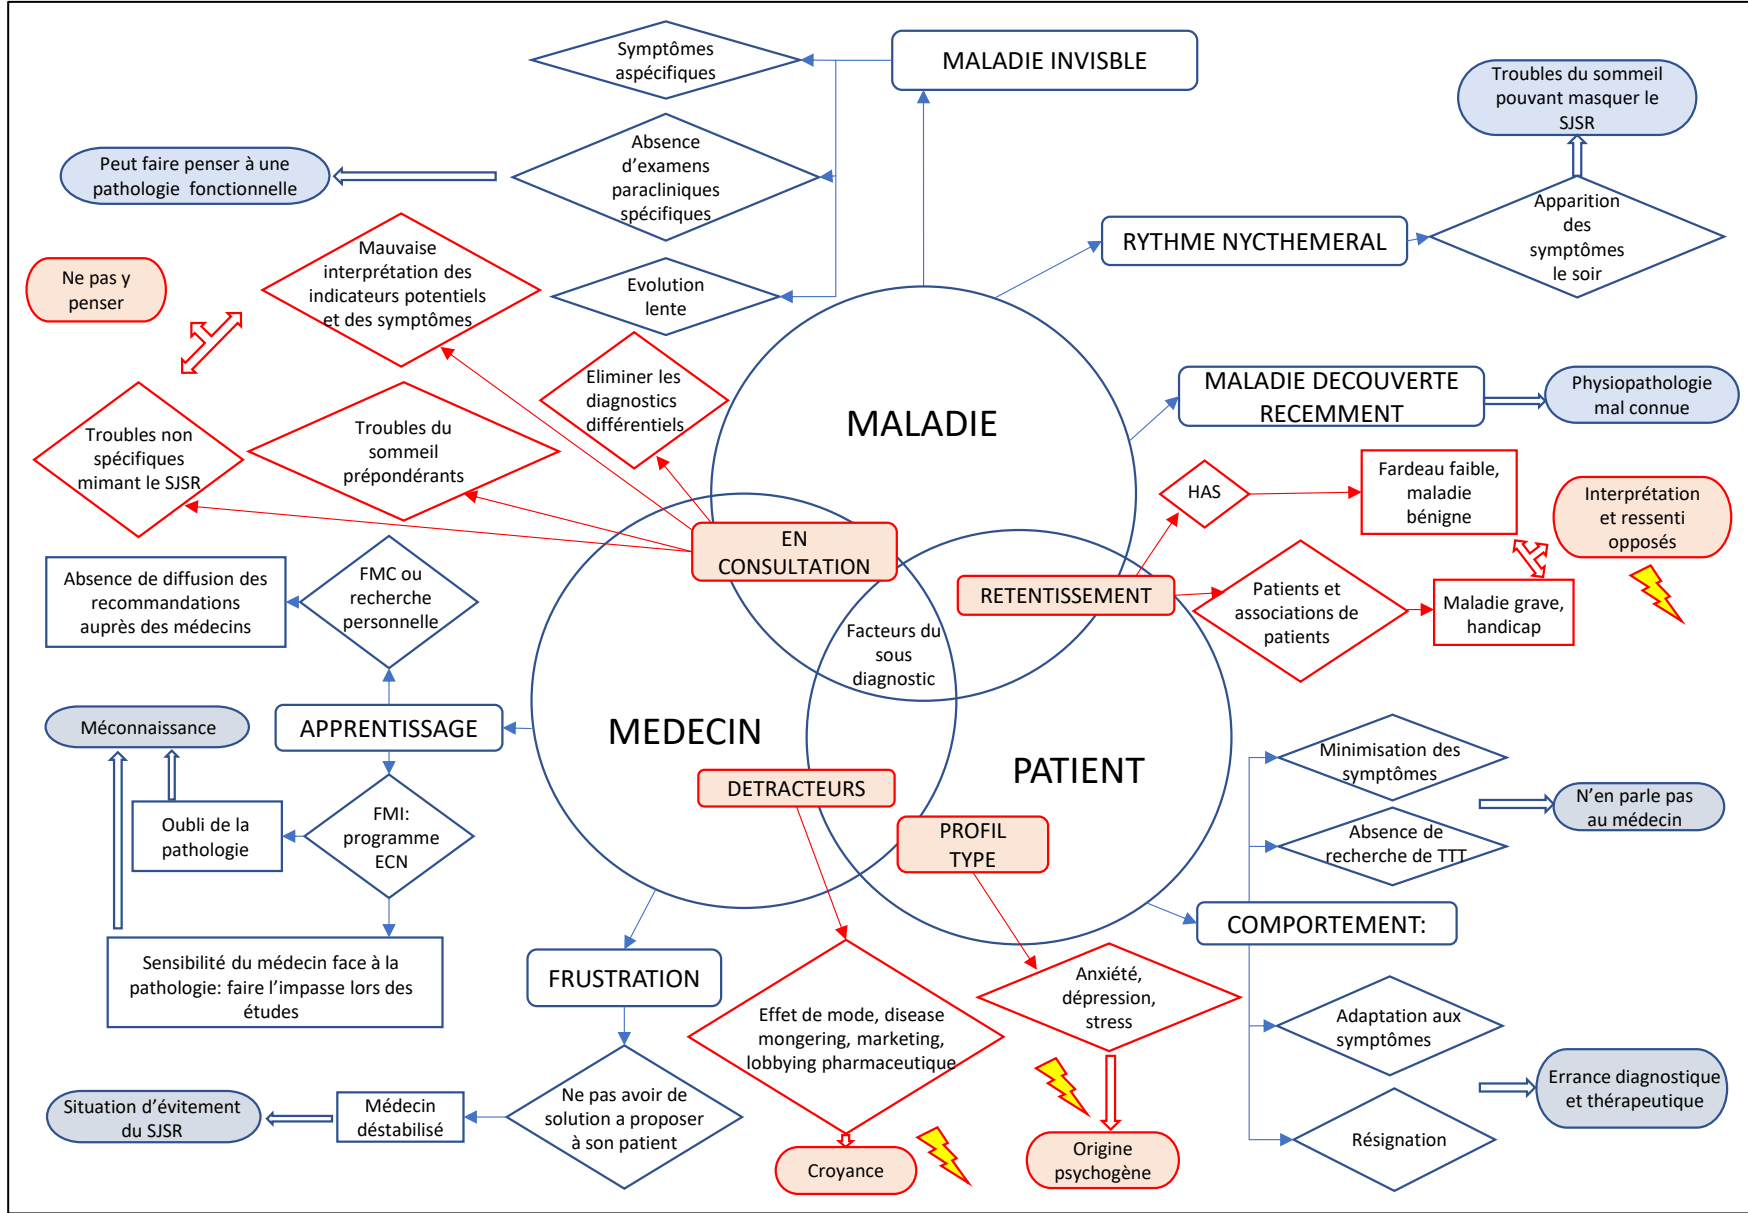 Symptômes
aspécifiques
MALADIE INVISBLE
Troubles du sommeil
pouvant masquer le
SJSR
Absence
d’examens
paracliniques
spécifiques
Peut faire penser à une
pathologie fonctionnelle
Apparition
des
symptômes
le soir
RYTHME NYCTHEMERAL
Mauvaise
interprétation des
indicateurs potentiels
et des symptômes
Ne pas y
penser
Evolution
lente
Eliminer les
diagnostics
différentiels
MALADIE DECOUVERTE
RECEMMENT
Physiopathologie
mal connue
MALADIE
Troubles non
spécifiques
mimant le SJSR
Troubles du
sommeil
prépondérants
HAS
Fardeau faible,
maladie
bénigne
Interprétation
et ressenti
opposés
EN
CONSULTATION
RETENTISSEMENT
Patients et
associations de
patients
Maladie grave,
handicap
Absence de diffusion des
recommandations
auprès des médecins
FMC ou
recherche
personnelle
Facteurs du
sous
diagnostic
Méconnaissance
APPRENTISSAGE
MEDECIN
PATIENT
Minimisation des
symptômes
DETRACTEURS
N’en parle pas
au médecin
Oubli de la
pathologie
FMI:
programme
ECN
PROFIL
TYPE
Absence de
recherche de TTT
COMPORTEMENT:
Sensibilité du médecin face à la
pathologie: faire l’impasse lors des
études
FRUSTRATION
Anxiété,
dépression,
stress
Effet de mode, disease
mongering, marketing,
lobbying pharmaceutique
Adaptation aux
symptômes
Errance diagnostique
et thérapeutique
Situation d’évitement
du SJSR
Médecin
déstabilisé
Ne pas avoir de
solution a proposer
à son patient
Résignation
Croyance
Origine
psychogène